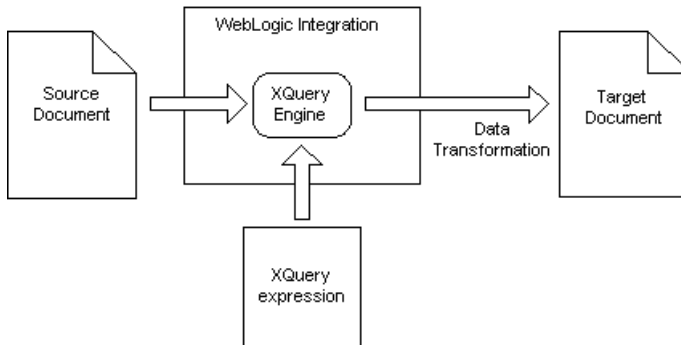 WebLogic Integration
Source
Document
XQuery
Engine
Target
Document
Data
Transformation
XQuery
expression